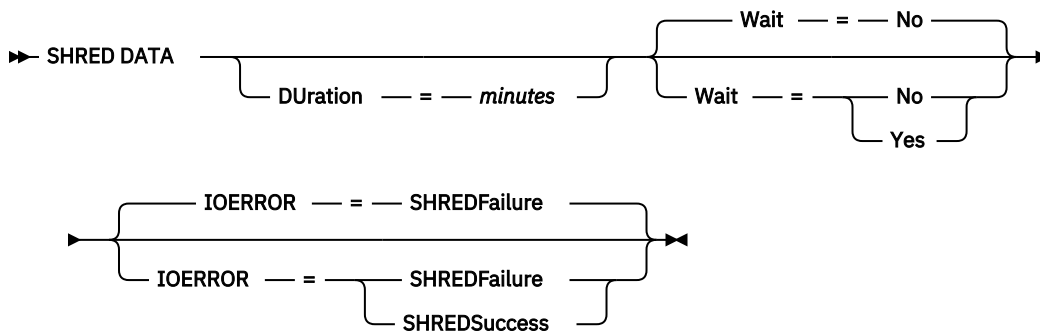 Wait = No
SHRED DATA
DUration = minutes
Wait = No
Yes
IOERROR = SHREDFailure
IOERROR = SHREDFailure
SHREDSuccess